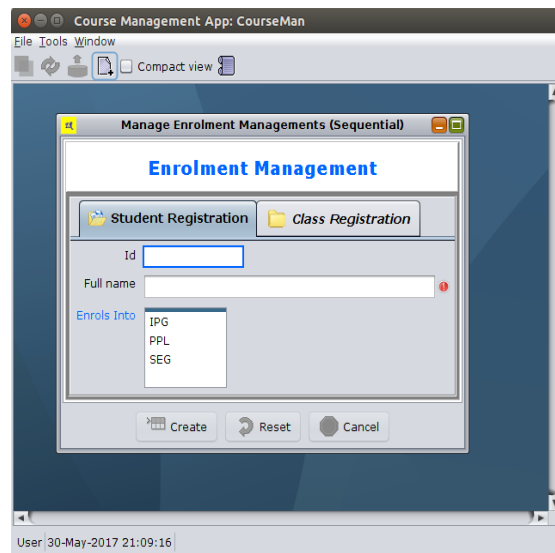 Course Management App: CourseMan
File Tools Window
Compact view
Manage Enrolment Managements (Sequential)
Enrolment Management
Student Registration Class Registration
Id
Full name
Enrols Into
IPG
PPL
SEG
Create Reset Cancel
User 30-May-2017 21:09:16